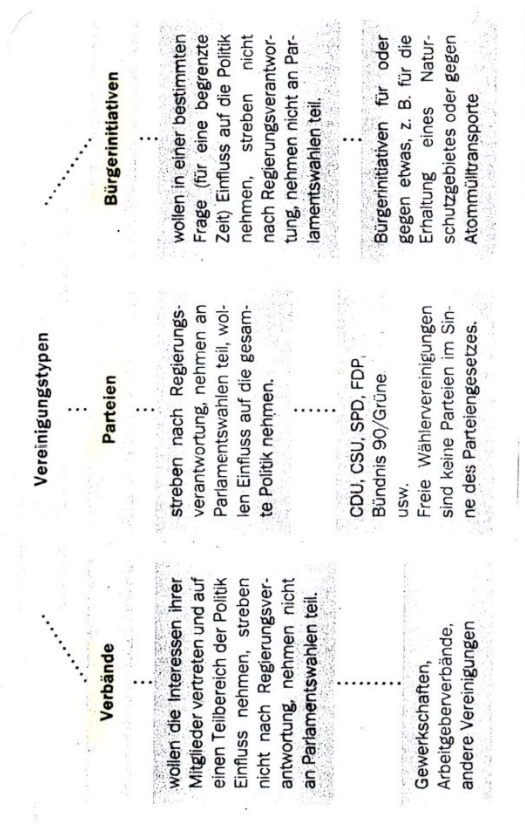 Vereinigungstypen
Verbände
wollen die Interessen ihrer
Mitglieder vertreten und auf
einen Teilbereich der Politik
Einfluss nehmen, streben
nicht nach Regierungsver-
antwortung, nehmen nicht
an Parlamentswahlen teil.
Gewerkschaften,
Arbeitgeberverbände,
andere Vereinigungen
Parteien
streben nach Regierungs-
verantwortung, nehmen an
Parlamentswahlen teil, wol-
len Einfluss auf die gesam-
te Politik nehmen.
CDU, CSU, SPD, FDP,
Bündnis 90/Grüne
usw.
Freie Wählervereinigungen
sind keine Parteien im Sin-
ne des Parteiengesetzes.
Bürgerinitiativen
wollen in einer bestimmten
Frage (für eine begrenzte
Zeit) Einfluss auf die Politik
nehmen, streben nicht
nach Regierungsverantwor-
tung, nehmen nicht an Par-
lamentswahlen teil.
Bürgerinitiativen für oder
gegen etwas, z. B. für die
Erhaltung eines Natur-
schutzgebietes oder gegen
Atommülltransporte